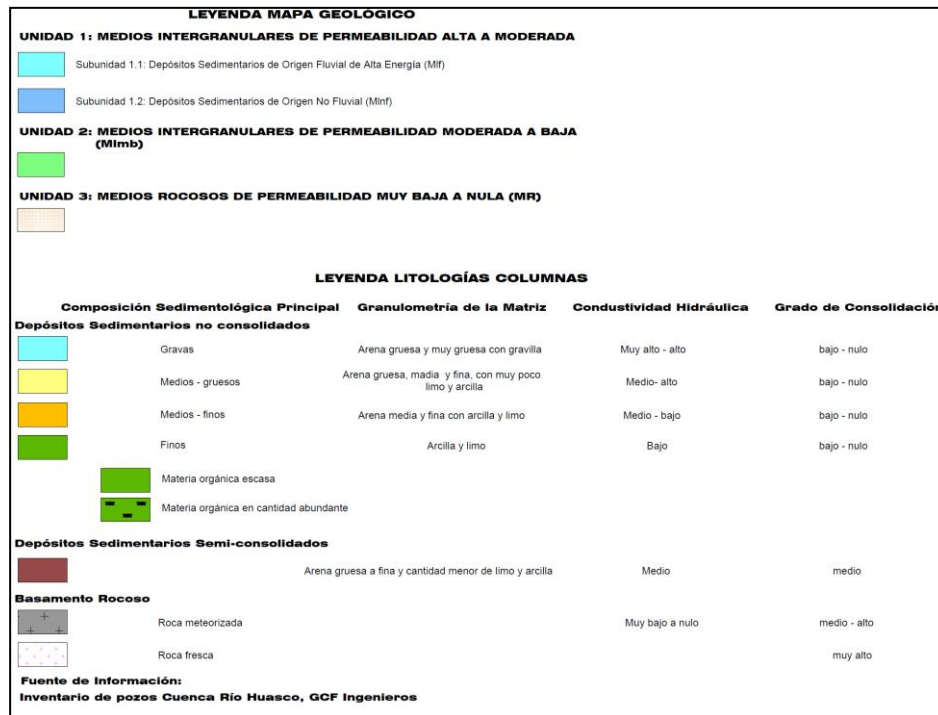 LEYENDA MAPA GEOLÓGICO
UNIDAD 1: MEDIOS INTERGRANULARES DE PERMEABILIDAD ALTA A MODERADA
Subunidad 1.1: Depósitos Sedimentarios de Origen Fluvial de Alta Energía (MIf)
Subunidad 1.2: Depósitos Sedimentarios de Origen No Fluvial (MInf)
UNIDAD 2: MEDIOS INTERGRANULARES DE PERMEABILIDAD MODERADA A BAJA
(MImb)
UNIDAD 3: MEDIOS ROCOSOS DE PERMEABILIDAD MUY BAJA A NULA (MR)
LEYENDA LITOLOGÍAS COLUMNAS
Composición Sedimentológica Principal Granulometría de la Matriz Condustividad Hidráulica Grado de Consolidación
Depósitos Sedimentarios no consolidados
Gravas Arena gruesa y muy gruesa con gravilla Muy alto - alto bajo - nulo
Medios - gruesos Arena gruesa, madia y fina, con muy poco limo y arcilla Medio- alto bajo - nulo
Medios - finos Arena media y fina con arcilla y limo Medio - bajo bajo - nulo
Finos Arcilla y limo Bajo bajo - nulo
Materia orgánica escasa
Materia orgánica en cantidad abundante
Depósitos Sedimentarios Semi-consolidados
Arena gruesa a fina y cantidad menor de limo y arcilla Medio medio
Basamento Rocoso
Roca meteorizada Muy bajo a nulo medio - alto
Roca fresca muy alto
Fuente de Información:
Inventario de pozos Cuenca Río Huasco, GCF Ingenieros